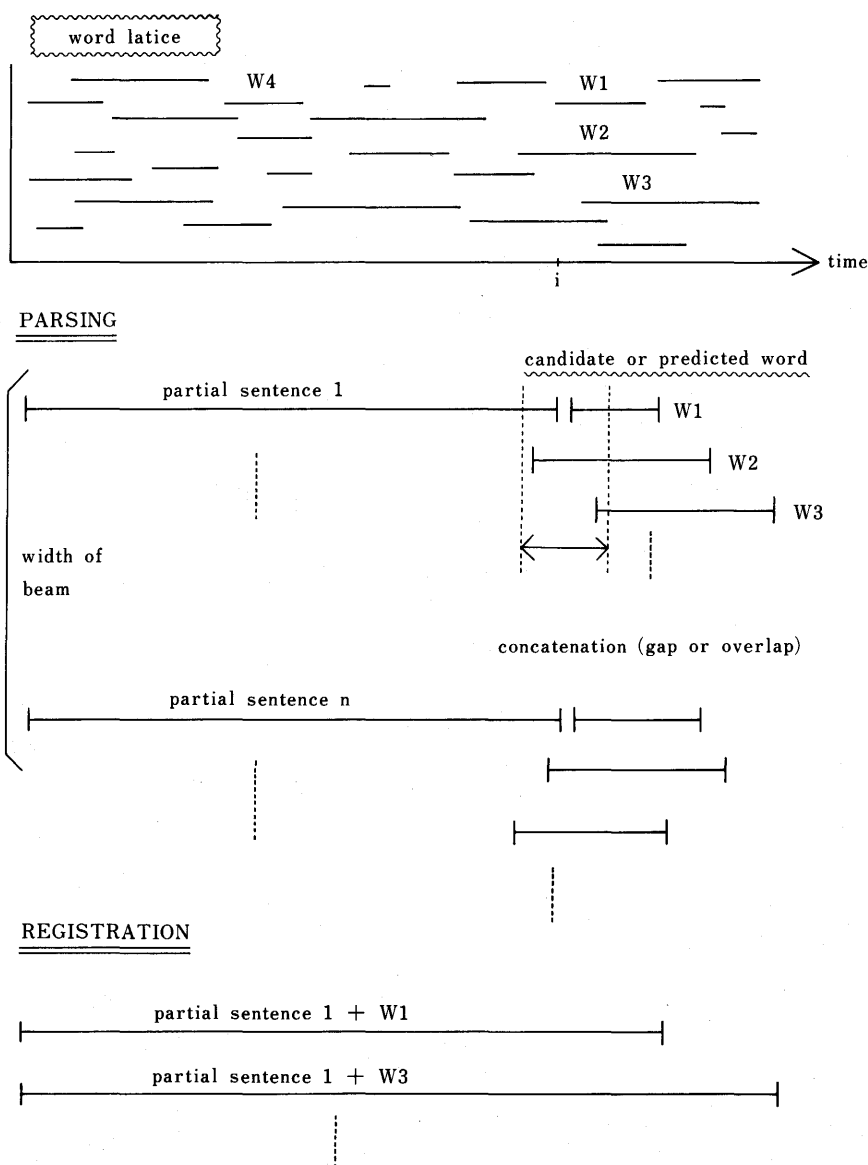 word latice
W4
W1
W2
W3
time
i
PARSING
candidate or predicted word
partial sentence 1
W1
W2
W3
width of
beam
concatenation (gap or overlap)
partial sentence n
REGISTRATION
partial sentence 1 + W1
partial sentence 1 + W3